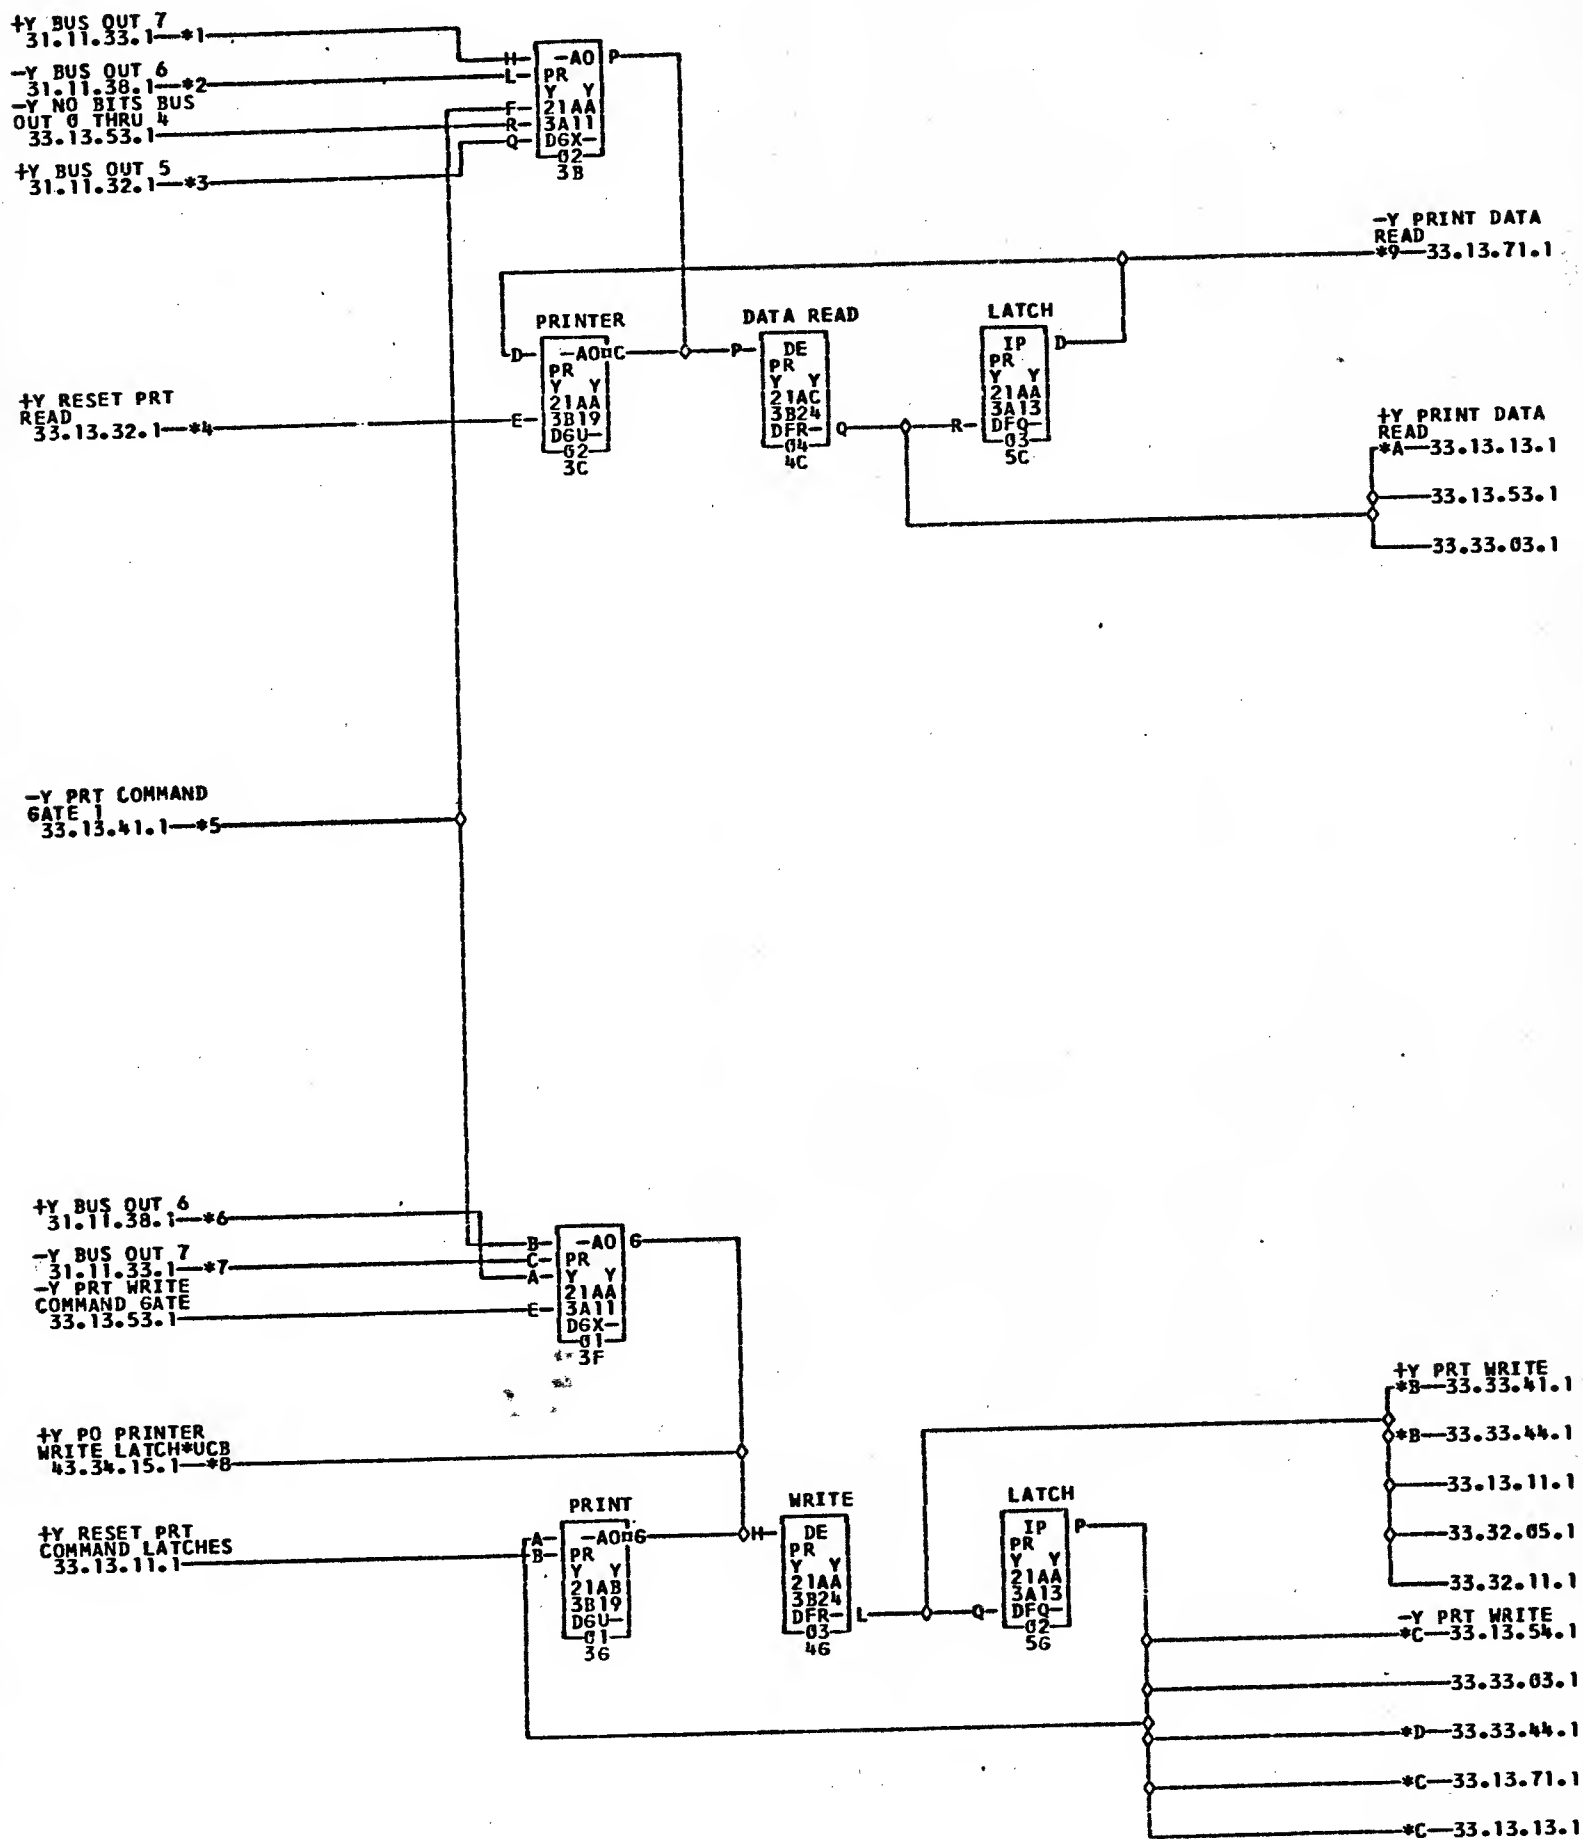 +Y BUS OUT 7
31.11.33.1—*1
-Y BUS OUT 6
31.11.38.1—*2
-Y NO BITS BUS
OUT 0 THRU 4
33.13.53.1
+Y BUS OUT 5
31.11.32.1—*3
H
L
F
R
Q
-AO P
PR
Y Y
21AA
3A11
DGX-
02
3B
-Y PRINT DATA
READ
*9—33.13.71.1
PRINTER
D -AO C
PR
Y Y
21AA
E 3B19
DGU-
02
3C
DATA READ
P DE
PR
Y Y
21AC
3B24
DFR- Q
04
4C
LATCH
IP D
PR
Y Y
21AA
3A13
R DFQ-
03
5C
+Y RESET PRT
READ
33.13.32.1—*4
+Y PRINT DATA
READ
*A—33.13.13.1
33.13.53.1
33.33.03.1
-Y PRT COMMAND
GATE 1
33.13.41.1—*5
+Y BUS OUT 6
31.11.38.1—*6
-Y BUS OUT 7
31.11.33.1—*7
-Y PRT WRITE
COMMAND GATE
33.13.53.1
B -AO G
C PR
A Y Y
21AA
E 3A11
DGX-
01
3F
+Y PO PRINTER
WRITE LATCH*UCB
43.34.15.1—*8
+Y RESET PRT
COMMAND LATCHES
33.13.11.1
PRINT
A -AO G
B PR
Y Y
21AB
3B19
DGU-
01
3G
WRITE
H DE
PR
Y Y
21AA
3B24
DFR- L
03
4G
LATCH
IP P
PR
Y Y
21AA
3A13
Q DFQ-
02
5G
+Y PRT WRITE
*B—33.33.41.1
*B—33.33.44.1
33.13.11.1
33.32.05.1
33.32.11.1
-Y PRT WRITE
*C—33.13.54.1
33.33.03.1
*D—33.33.44.1
*C—33.13.71.1
*C—33.13.13.1